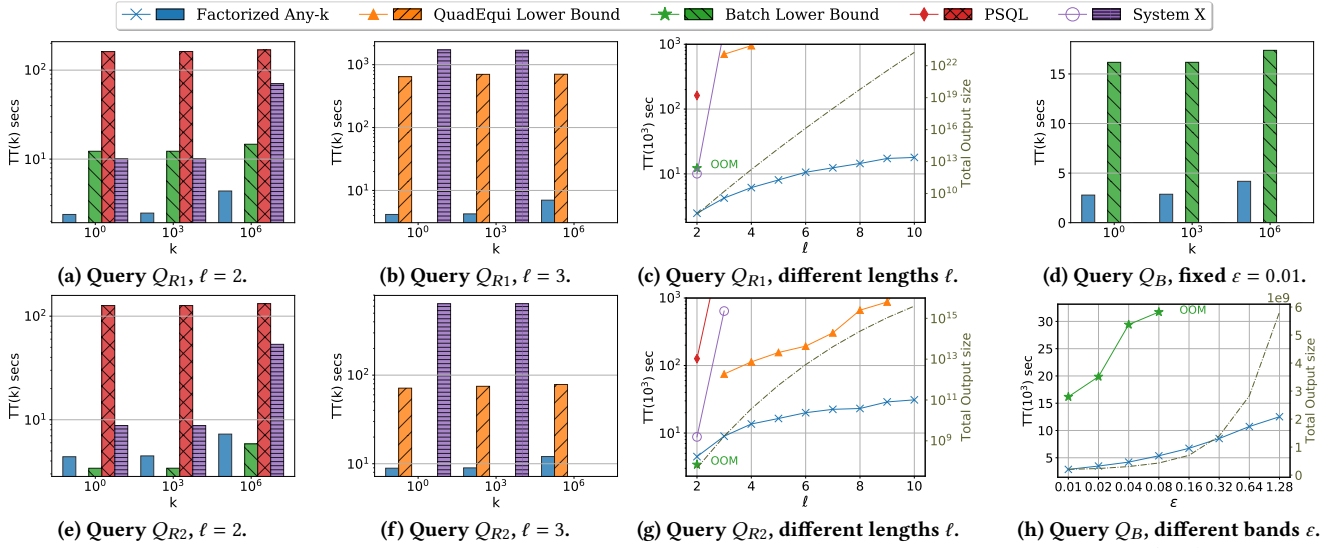 Factorized Any-k QuadEqui Lower Bound Batch Lower Bound PSQL System X
TT(k) secs
10²
10¹
10⁰ 10³ 10⁶
k
(a) Query Q_R1, ℓ = 2.
TT(k) secs
10³
10²
10¹
10⁰ 10³ 10⁶
k
(b) Query Q_R1, ℓ = 3.
TT(10³) sec
10³
10²
10¹
OOM
2 4 6 8 10
ℓ
10²²
10¹⁹
10¹⁶
10¹³
10¹⁰
Total Output size
(c) Query Q_R1, different lengths ℓ.
TT(k) secs
15
10
5
0
10⁰ 10³ 10⁶
k
(d) Query Q_B, fixed ε = 0.01.
TT(k) secs
10²
10¹
10⁰ 10³ 10⁶
k
(e) Query Q_R2, ℓ = 2.
TT(k) secs
10²
10¹
10⁰ 10³ 10⁶
k
(f) Query Q_R2, ℓ = 3.
TT(10³) sec
10³
10²
10¹
OOM
2 4 6 8 10
ℓ
10¹⁵
10¹³
10¹¹
10⁹
Total Output size
(g) Query Q_R2, different lengths ℓ.
TT(10³) sec
30
25
20
15
10
5
OOM
0.01 0.02 0.04 0.08 0.16 0.32 0.64 1.28
ε
1e9
6
5
4
3
2
1
0
Total Output size
(h) Query Q_B, different bands ε.